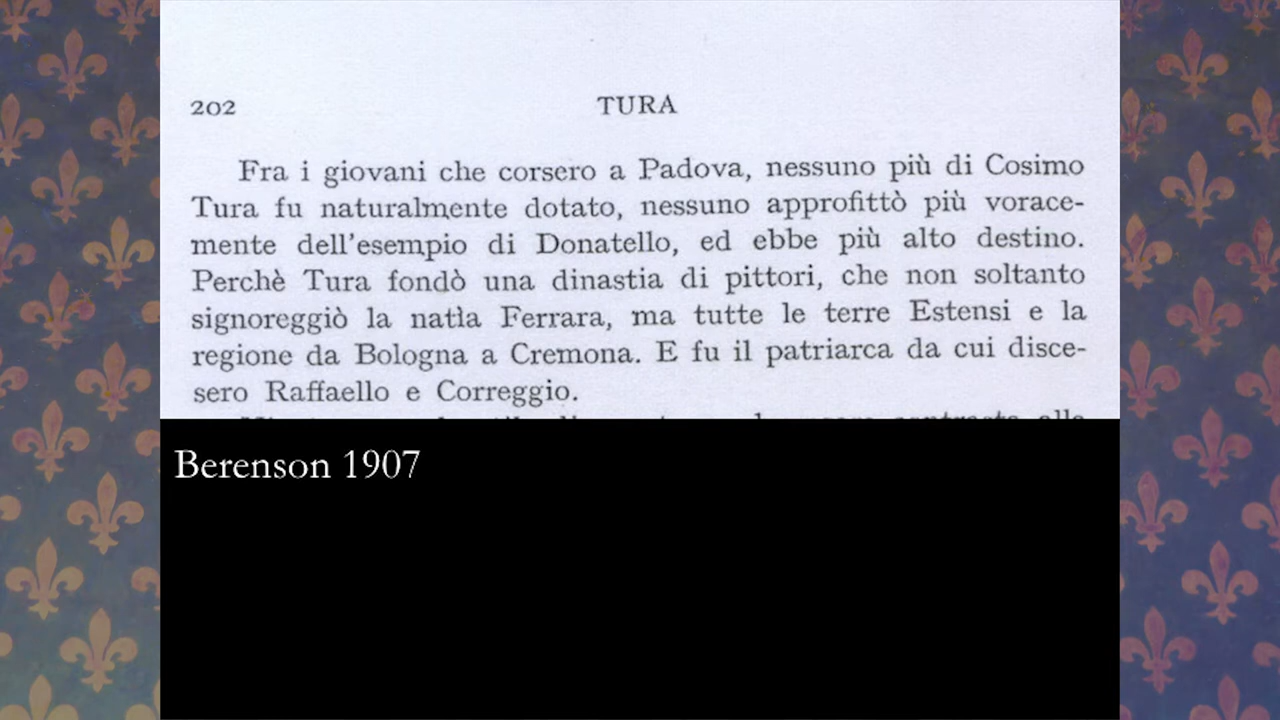 202 TURA
Fra i giovani che corsero a Padova, nessuno più di Cosimo
Tura fu naturalmente dotato, nessuno approfittò più vorace-
mente dell'esempio di Donatello, ed ebbe più alto destino.
Perchè Tura fondò una dinastia di pittori, che non soltanto
signoreggiò la natìa Ferrara, ma tutte le terre Estensi e la
regione da Bologna a Cremona. E fu il patriarca da cui disce-
sero Raffaello e Correggio.
Berenson 1907